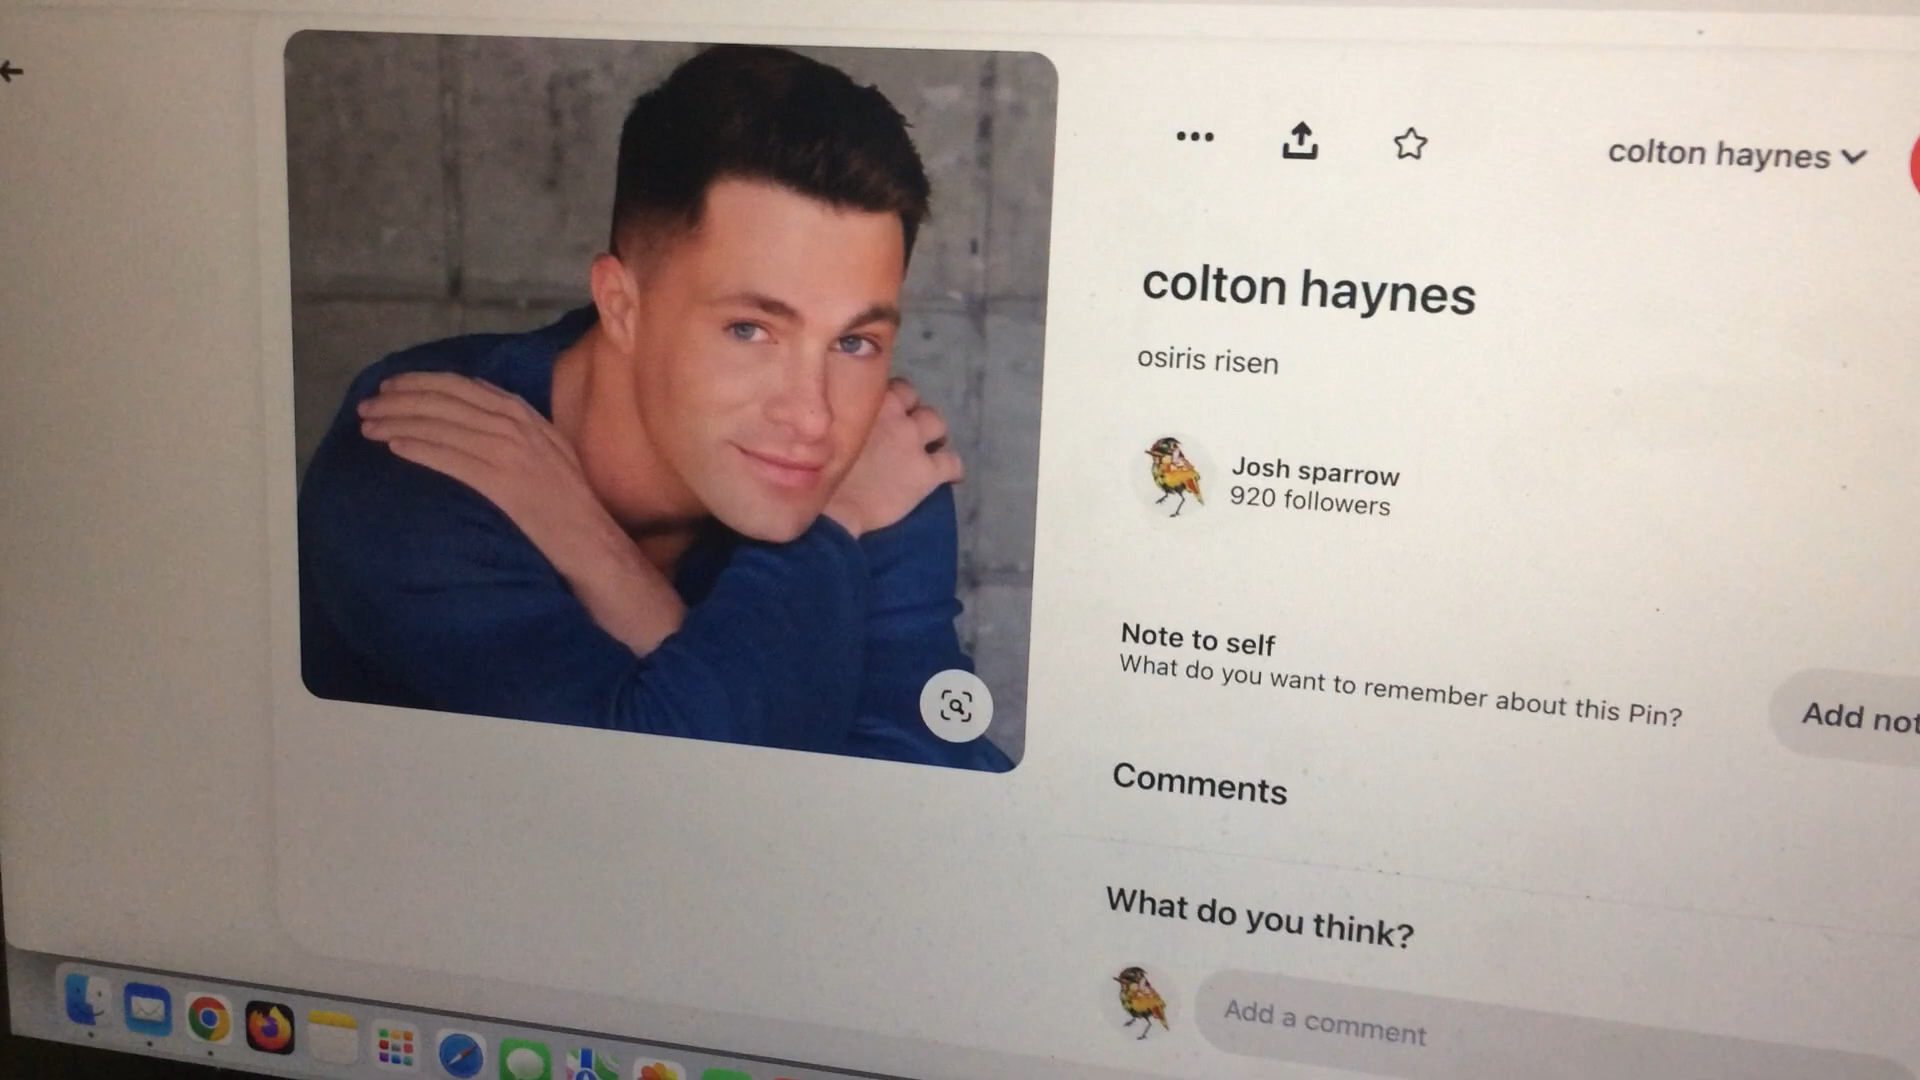 colton haynes
colton haynes
osiris risen
Josh sparrow
920 followers
Note to self
What do you want to remember about this Pin?
Add not
Comments
What do you think?
Add a comment